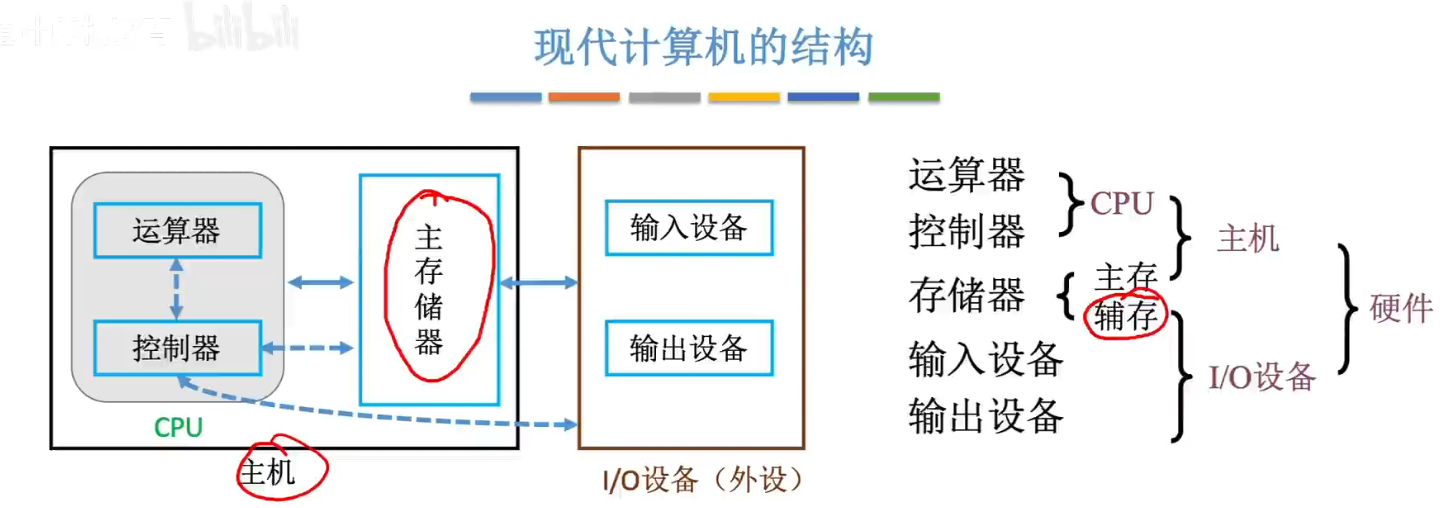 bilibili
现代计算机的结构
运算器
控制器
CPU
主存储器
主机
输入设备
输出设备
I/O设备（外设）
运算器
控制器
CPU
存储器
主存
辅存
主机
输入设备
输出设备
I/O设备
硬件